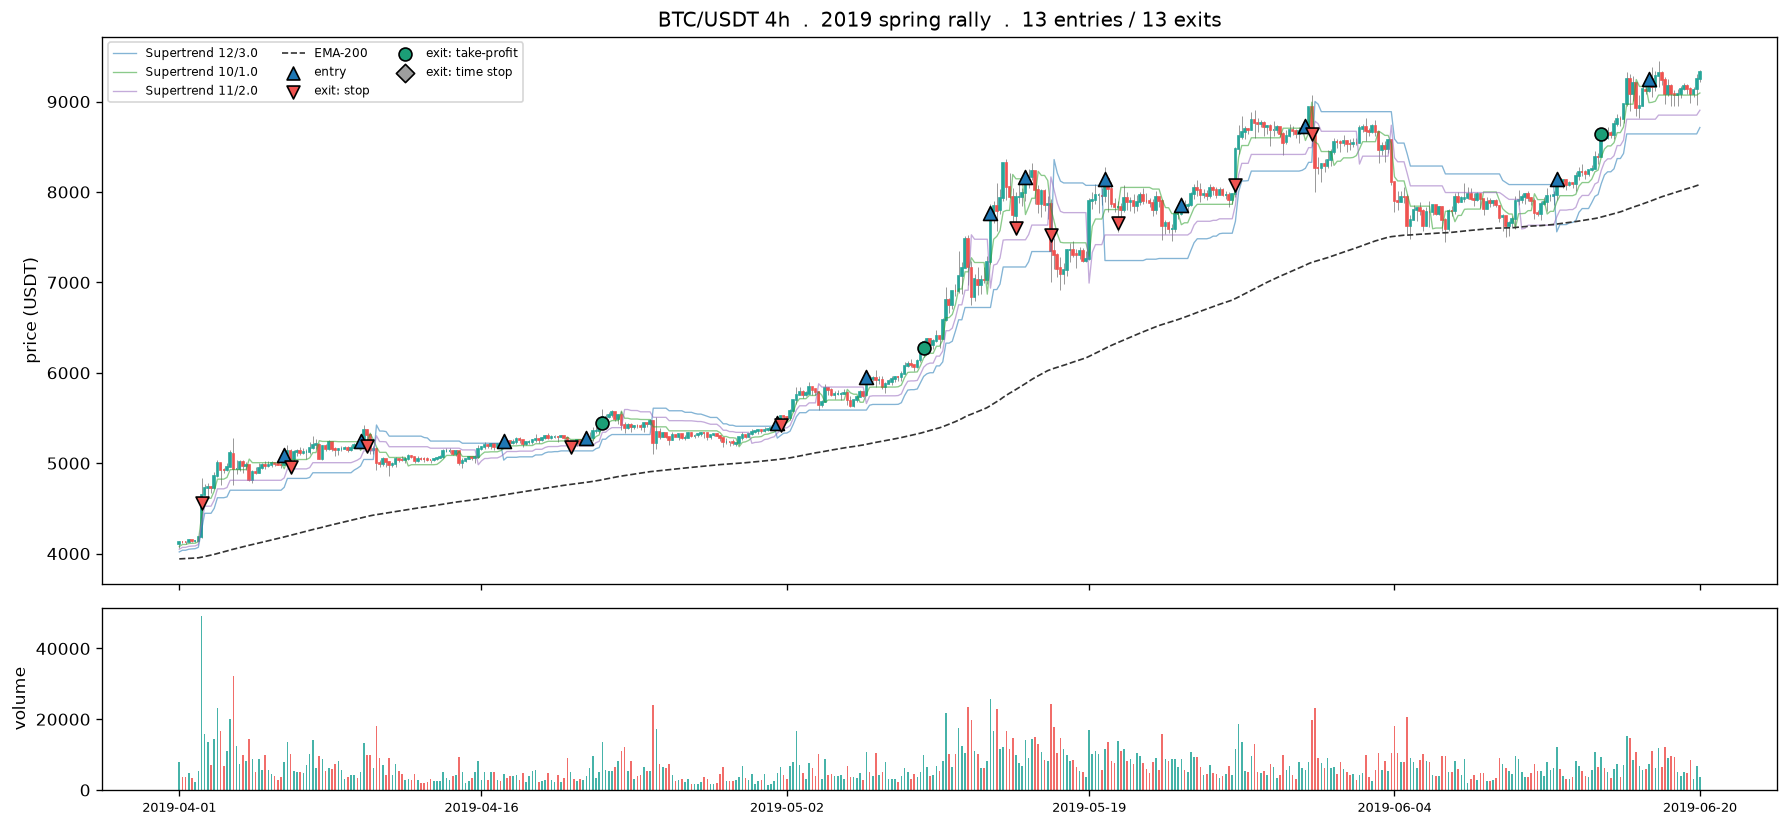 BTC/USDT 4h . 2019 spring rally . 13 entries / 13 exits
Supertrend 12/3.0
Supertrend 10/1.0
Supertrend 11/2.0
EMA-200
entry
exit: stop
exit: take-profit
exit: time stop
price (USDT)
9000
8000
7000
6000
5000
4000
volume
40000
20000
0
2019-04-01
2019-04-16
2019-05-02
2019-05-19
2019-06-04
2019-06-20